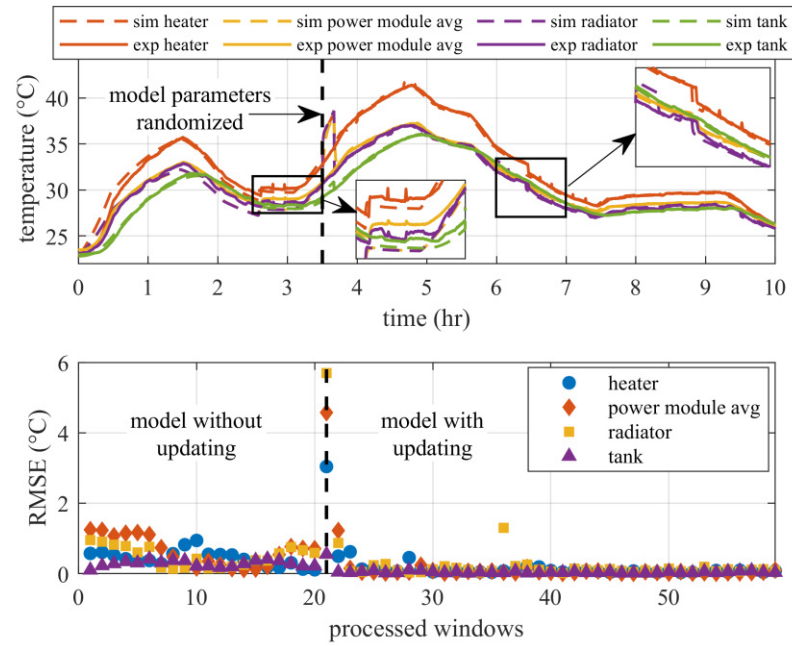 sim heater sim power module avg sim radiator sim tank
exp heater exp power module avg exp radiator exp tank
temperature (°C)
40
35
30
25
model parameters
randomized
0 1 2 3 4 5 6 7 8 9 10
time (hr)
RMSE (°C)
6
4
2
0
model without
updating
model with
updating
heater
power module avg
radiator
tank
0 10 20 30 40 50
processed windows